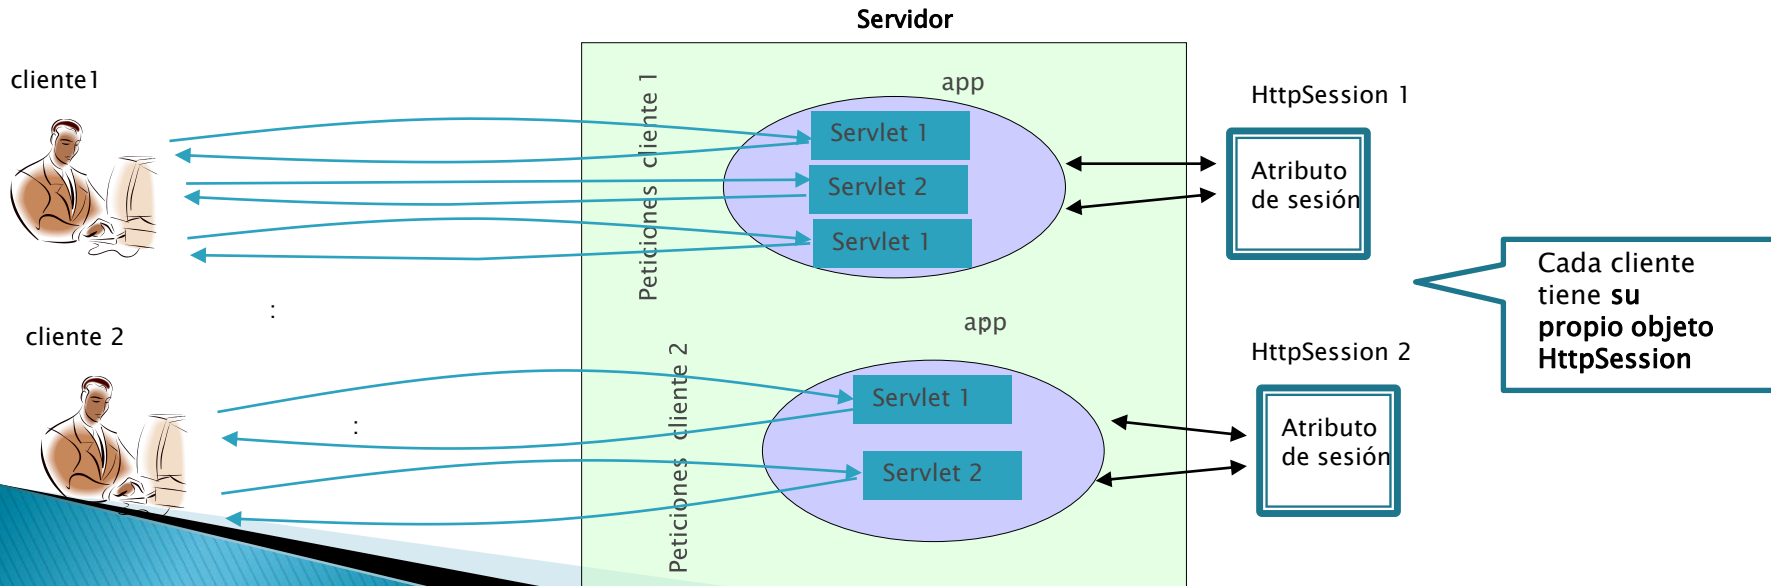 Servidor
cliente1
Peticiones cliente 1
app
Servlet 1
Servlet 2
Servlet 1
HttpSession 1
Atributo
de sesión
Cada cliente
tiene su
propio objeto
HttpSession
:
cliente 2
:
Peticiones cliente 2
app
:
Servlet 1
Servlet 2
HttpSession 2
Atributo
de sesión